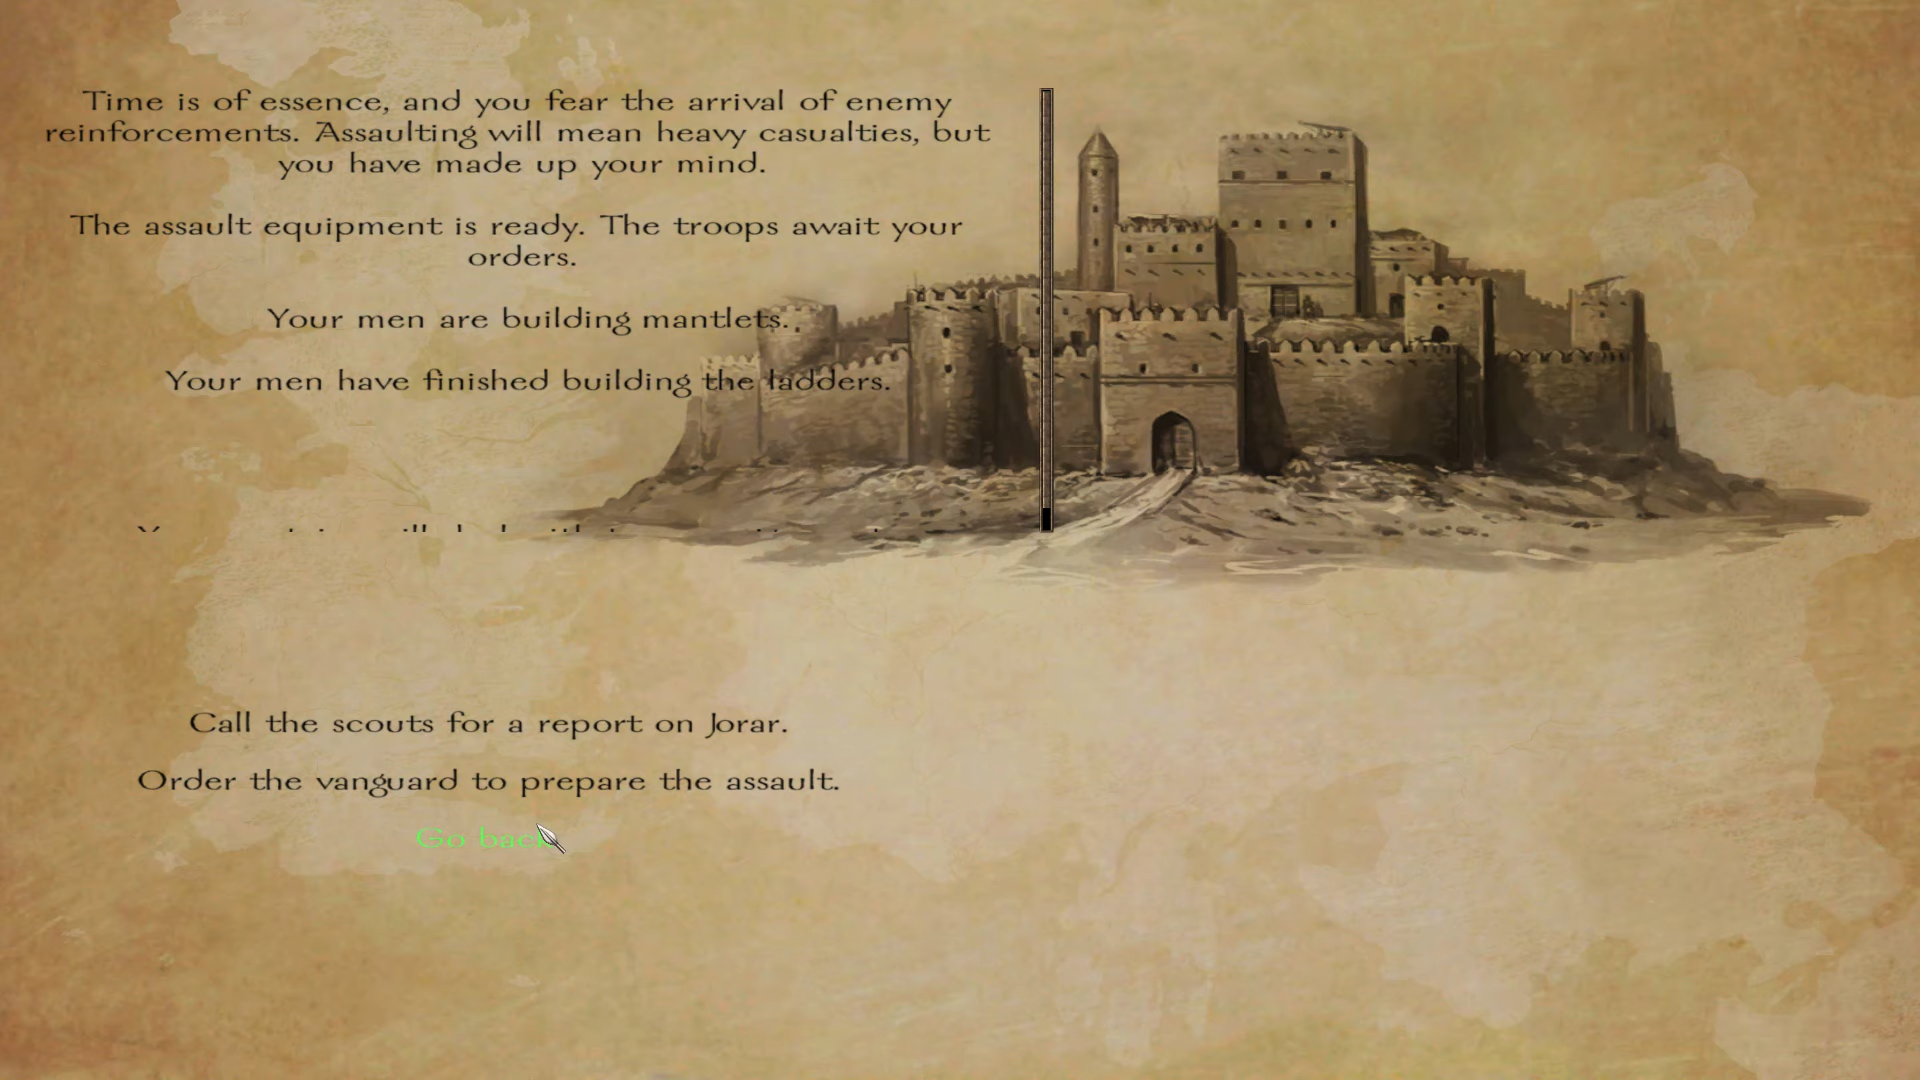 Time is of essence, and you fear the arrival of enemy
reinforcements. Assaulting will mean heavy casualties, but
you have made up your mind.
The assault equipment is ready. The troops await your
orders.
Your men are building mantlets..
Your men have finished building the ladders.
Call the scouts for a report on Jorar.
Order the vanguard to prepare the assault.
Go back.